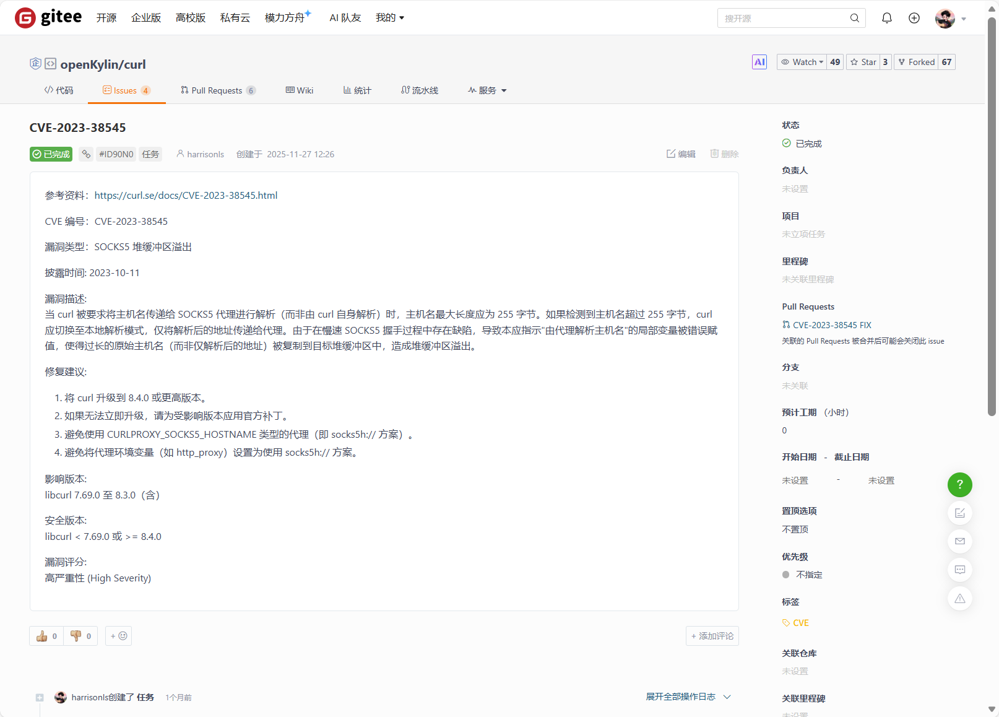 gitee 开源 企业版 高校版 私有云 模力方舟 AI 队友 我的 搜开源
openKylin/curl
AI Watch 49 Star 3 Forked 67
代码 Issues 4 Pull Requests 6 Wiki 统计 流水线 服务
CVE-2023-38545
已完成 #ID90N0 任务 harrisonls 创建于 2025-11-27 12:26 编辑 删除
参考资料：https://curl.se/docs/CVE-2023-38545.html
CVE 编号：CVE-2023-38545
漏洞类型：SOCKS5 堆缓冲区溢出
披露时间: 2023-10-11
漏洞描述:
当 curl 被要求将主机名传递给 SOCKS5 代理进行解析（而非由 curl 自身解析）时，主机名最大长度应为 255 字节。如果检测到主机名超过 255 字节，curl
应切换至本地解析模式，仅将解析后的地址传递给代理。由于在慢速 SOCKS5 握手过程中存在缺陷，导致本应指示"由代理解析主机名"的局部变量被错误赋
值，使得过长的原始主机名（而非仅解析后的地址）被复制到目标堆缓冲区中，造成堆缓冲区溢出。
修复建议:
1. 将 curl 升级到 8.4.0 或更高版本。
2. 如果无法立即升级，请为受影响版本应用官方补丁。
3. 避免使用 CURLPROXY_SOCKS5_HOSTNAME 类型的代理（即 socks5h:// 方案）。
4. 避免将代理环境变量（如 http_proxy）设置为使用 socks5h:// 方案。
影响版本:
libcurl 7.69.0 至 8.3.0（含）
安全版本:
libcurl < 7.69.0 或 >= 8.4.0
漏洞评分:
高严重性 (High Severity)
0 0 +
+ 添加评论
harrisonls创建了 任务 1个月前
展开全部操作日志
状态
已完成
负责人
未设置
项目
未立项任务
里程碑
未关联里程碑
Pull Requests
CVE-2023-38545 FIX
关联的 Pull Requests 被合并后可能会关闭此 issue
分支
未关联
预计工期 （小时）
0
开始日期 - 截止日期
未设置 - 未设置
置顶选项
不置顶
优先级
不指定
标签
CVE
关联仓库
未设置
关联里程碑
未设置
?